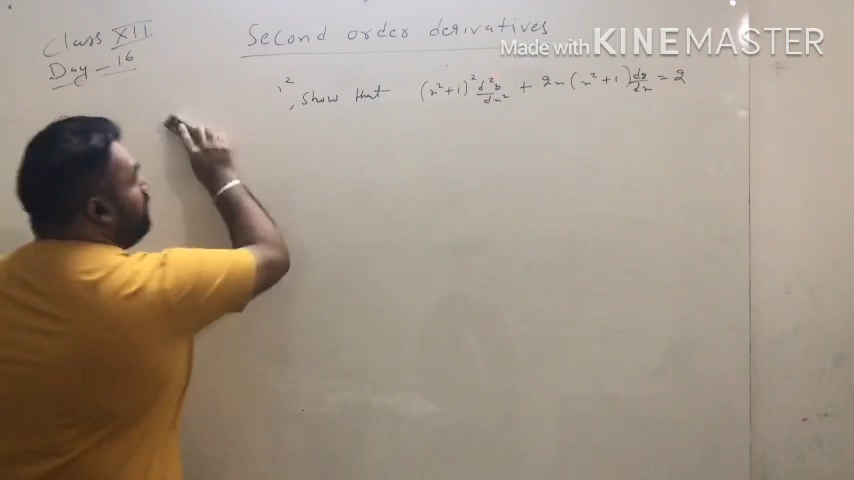 Class XII
Day - 16
Second order derivatives
Made with KINEMASTER
2
, show that (x²+1)² d²y/dx² + 2x(x²+1) dy/dx = 2